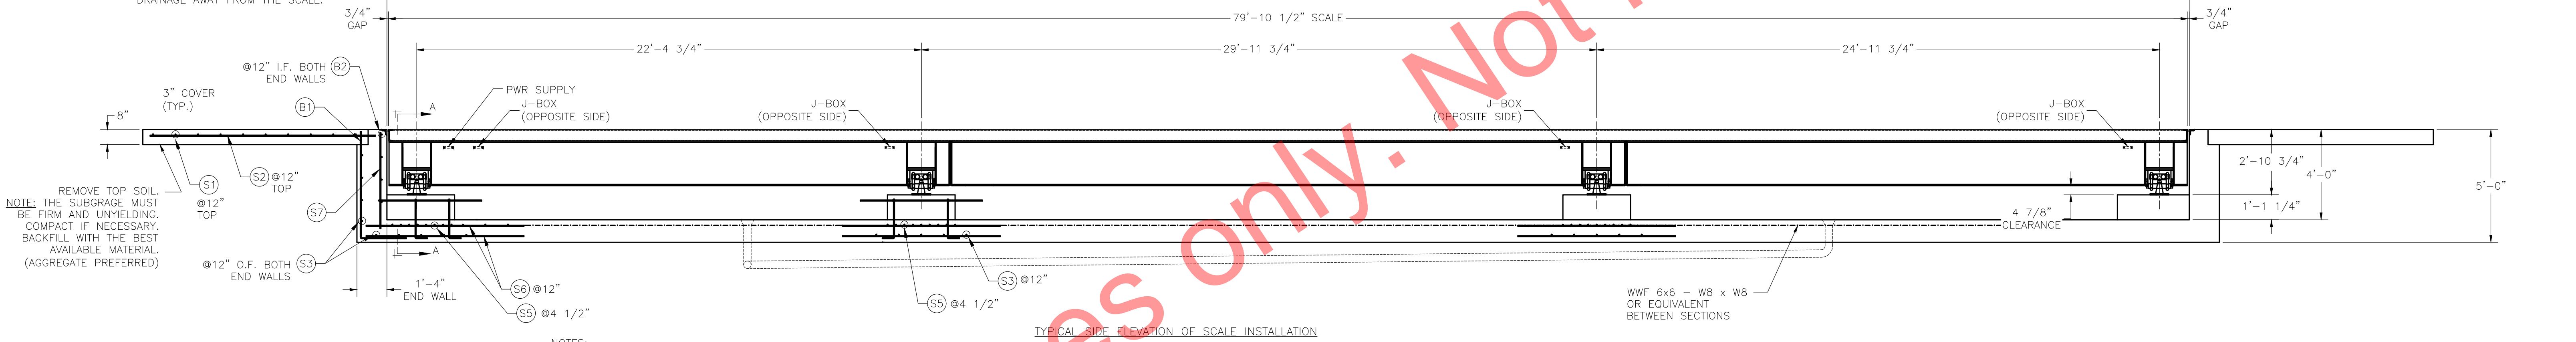 DRAINAGE AWAY FROM THE SCALE.
3/4"
GAP
79'-10 1/2" SCALE
3/4"
GAP
22'-4 3/4"
29'-11 3/4"
24'-11 3/4"
@12" I.F. BOTH B2
END WALLS
3" COVER
(TYP.)
B1
8"
A
PWR SUPPLY
J-BOX
(OPPOSITE SIDE)
J-BOX
(OPPOSITE SIDE)
J-BOX
(OPPOSITE SIDE)
J-BOX
(OPPOSITE SIDE)
S1
@12"
TOP
S2 @12"
TOP
REMOVE TOP SOIL.
NOTE: THE SUBGRAGE MUST
BE FIRM AND UNYIELDING.
COMPACT IF NECESSARY.
BACKFILL WITH THE BEST
AVAILABLE MATERIAL.
(AGGREGATE PREFERRED)
S7
@12" O.F. BOTH S3
END WALLS
A
1'-4"
END WALL
S6 @12"
S5 @4 1/2"
S3 @12"
S5 @4 1/2"
2'-10 3/4"
4'-0"
5'-0"
1'-1 1/4"
4 7/8"
CLEARANCE
WWF 6x6 - W8 x W8
OR EQUIVALENT
BETWEEN SECTIONS
TYPICAL SIDE ELEVATION OF SCALE INSTALLATION
NOTES:
es only. Not